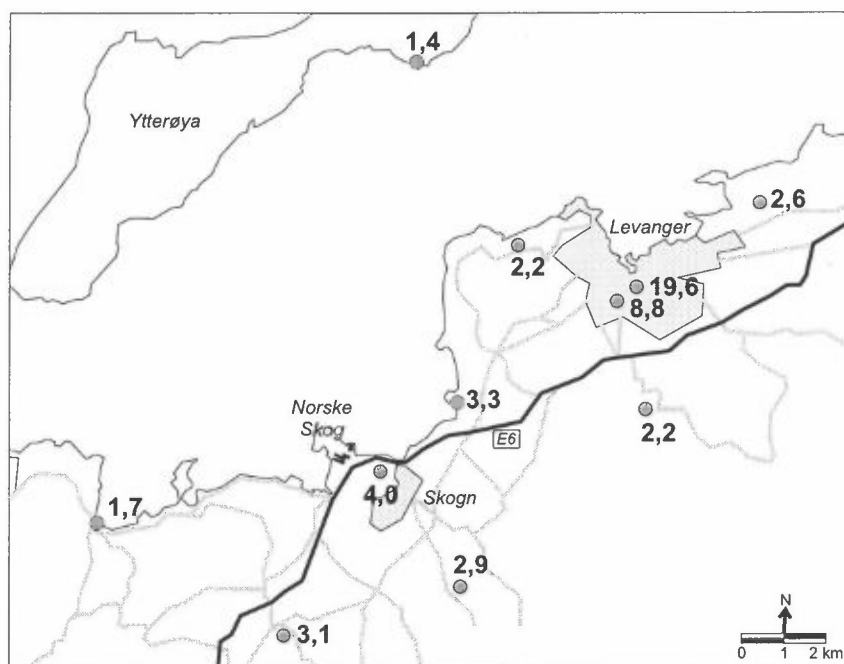 1,4
Ytterøya
2,6
Levanger
2,2
19,6
8,8
3,3
Norske
Skog
2,2
E6
4,0
Skogn
1,7
2,9
3,1
N
0 1 2 km